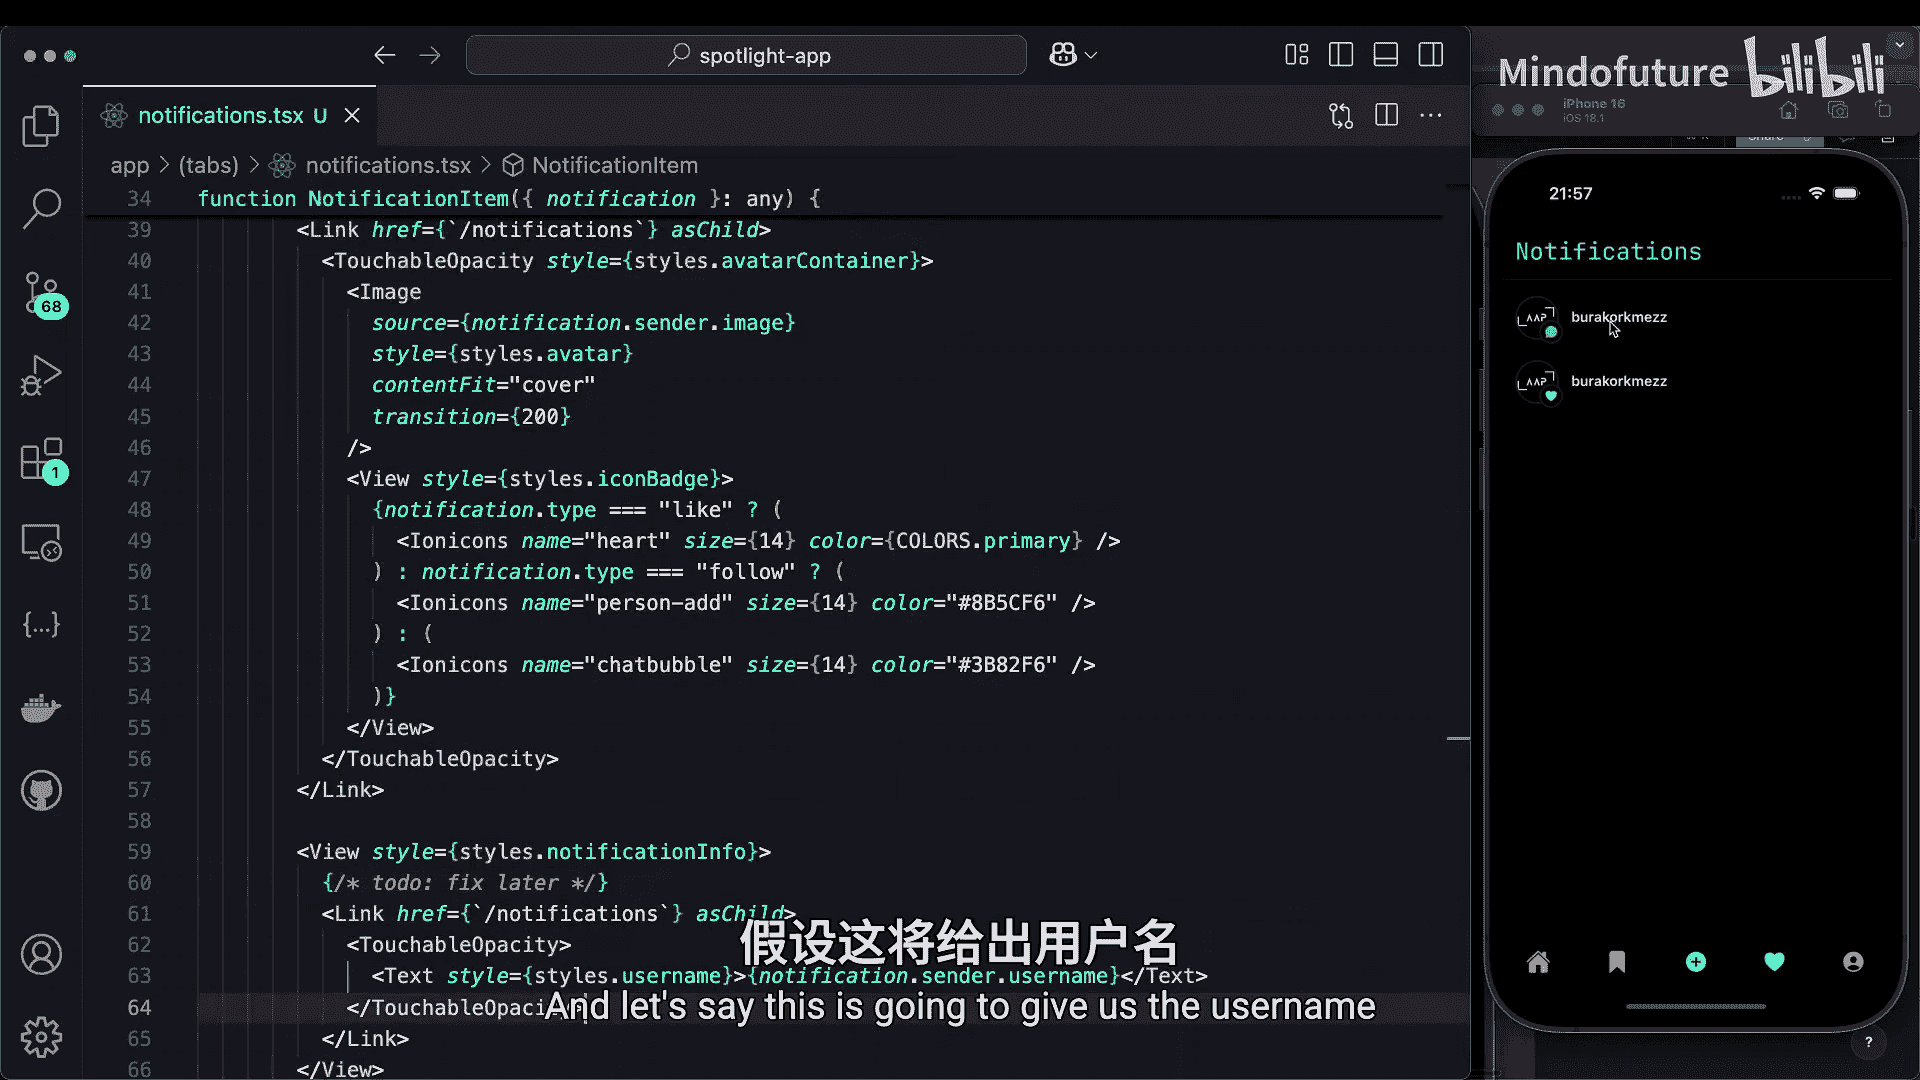 spotlight-app
notifications.tsx U
app > (tabs) > notifications.tsx > NotificationItem
34 function NotificationItem({ notification }: any) {
39 <Link href={`/notifications`} asChild>
40 <TouchableOpacity style={styles.avatarContainer}>
41 <Image
42 source={notification.sender.image}
43 style={styles.avatar}
44 contentFit="cover"
45 transition={200}
46 />
47 <View style={styles.iconBadge}>
48 {notification.type === "like" ? (
49 <Ionicons name="heart" size={14} color={COLORS.primary} />
50 ) : notification.type === "follow" ? (
51 <Ionicons name="person-add" size={14} color="#8B5CF6" />
52 ) : (
53 <Ionicons name="chatbubble" size={14} color="#3B82F6" />
54 )}
55 </View>
56 </TouchableOpacity>
57 </Link>
58
59 <View style={styles.notificationInfo}>
60 {/* todo: fix later */}
61 <Link href={`/notifications`} asChild>
62 <TouchableOpacity>
63 <Text style={styles.username}>{notification.sender.username}</Text>
64 </TouchableOpaci
65 </Link>
66 </View>
68
1
{...}
假设这将给出用户名
And let's say this is going to give us the username
Mindofuture bilibili
iPhone 16
iOS 18.1
21:57
Notifications
AAP burakorkmezz
AAP burakorkmezz
?